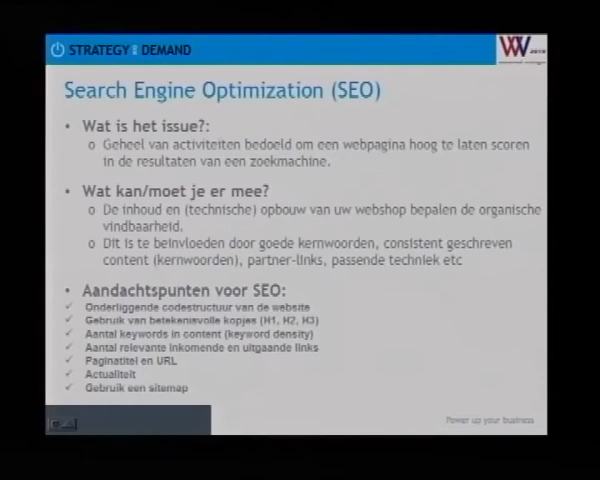 STRATEGY ON DEMAND
Search Engine Optimization (SEO)
• Wat is het issue?:
o Geheel van activiteiten bedoeld om een webpagina hoog te laten scoren
in de resultaten van een zoekmachine.
• Wat kan/moet je er mee?
o De inhoud en (technische) opbouw van uw webshop bepalen de organische
vindbaarheid.
o Dit is te beinvloeden door goede kernwoorden, consistent geschreven
content (kernwoorden), partner-links, passende techniek etc
• Aandachtspunten voor SEO:
✓ Onderliggende codestructuur van de website
✓ Gebruik van betekenisvolle kopjes (H1, H2, H3)
✓ Aantal keywords in content (keyword density)
✓ Aantal relevante inkomende en uitgaande links
✓ Paginatitel en URL
✓ Actualiteit
✓ Gebruik een sitemap
Power up your business